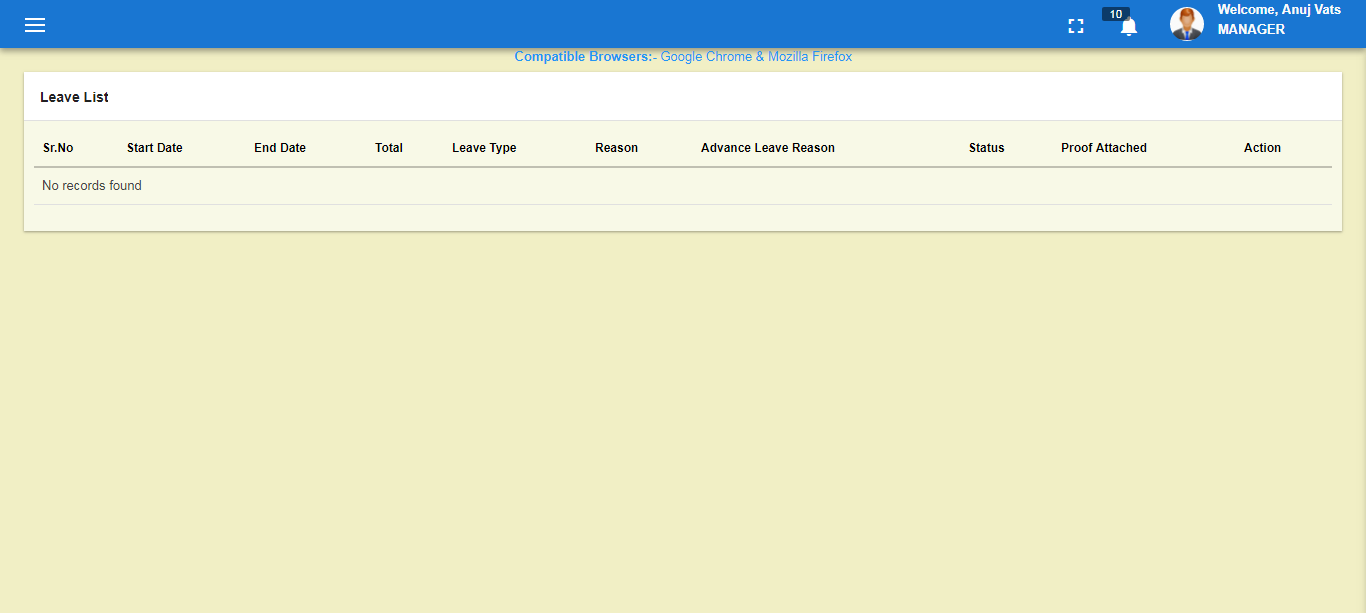 10
Welcome, Anuj Vats
MANAGER
Compatible Browsers:- Google Chrome & Mozilla Firefox
Leave List
Sr.No Start Date End Date Total Leave Type Reason Advance Leave Reason Status Proof Attached Action
No records found